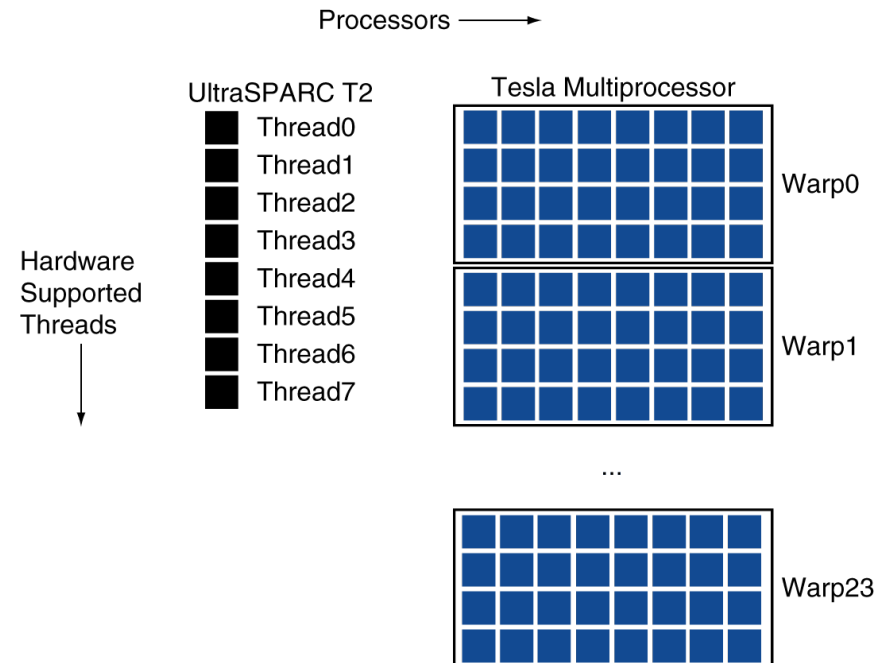 Processors
UltraSPARC T2
Tesla Multiprocessor
Thread0
Thread1
Thread2
Thread3
Thread4
Thread5
Thread6
Thread7
Hardware
Supported
Threads
Warp0
Warp1
...
Warp23